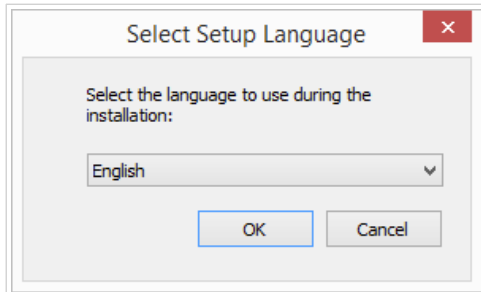 Select Setup Language
Select the language to use during the
installation:
English
OK Cancel